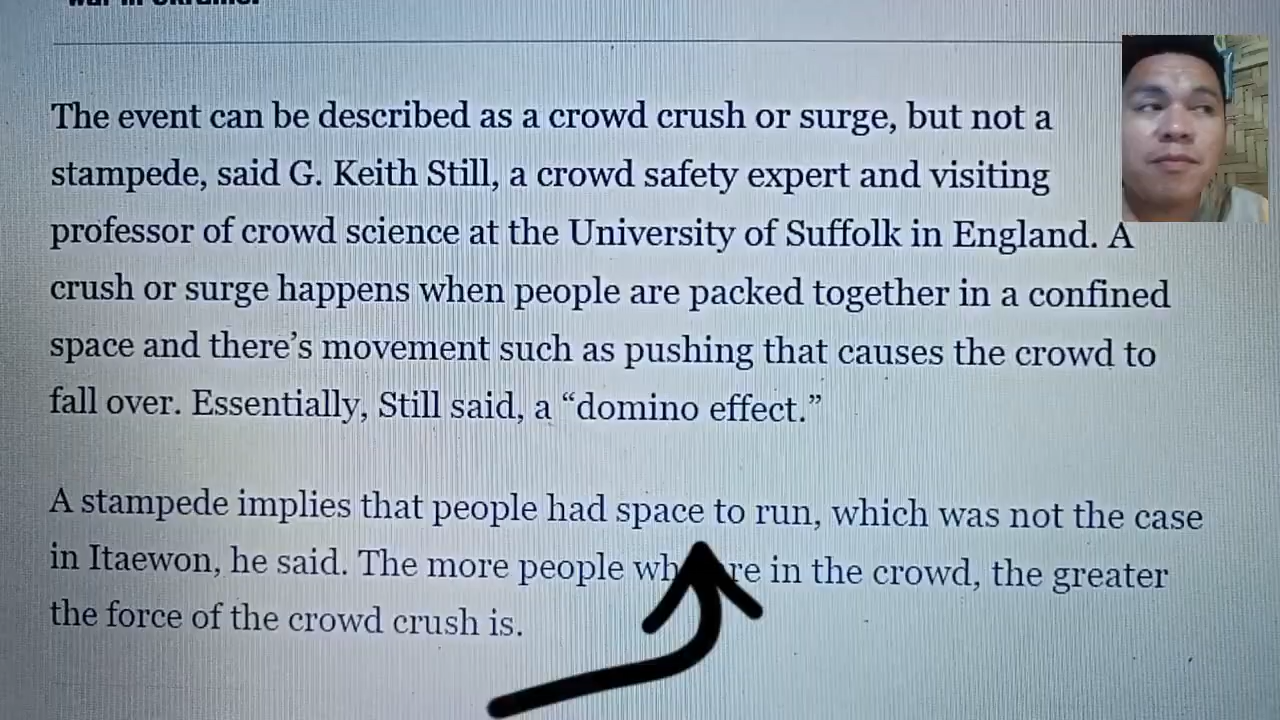 The event can be described as a crowd crush or surge, but not a
stampede, said G. Keith Still, a crowd safety expert and visiting
professor of crowd science at the University of Suffolk in England. A
crush or surge happens when people are packed together in a confined
space and there’s movement such as pushing that causes the crowd to
fall over. Essentially, Still said, a “domino effect.”
A stampede implies that people had space to run, which was not the case
in Itaewon, he said. The more people in the crowd, the greater
the force of the crowd crush is.